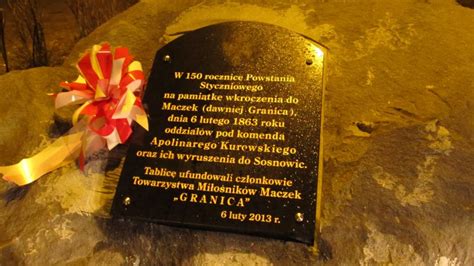 W 150 rocznicę Powstania
Styczniowego
na pamiątkę wkroczenia do
Maczek (dawniej Granica),
dnia 6 lutego 1863 roku
oddziałów pod komendą
Apolinarego Kurowskiego
oraz ich wyruszenia do Sosnowic.
Tablicę ufundowali członkowie
Towarzystwa Miłośników Maczek
„GRANICA”
6 luty 2013 r.